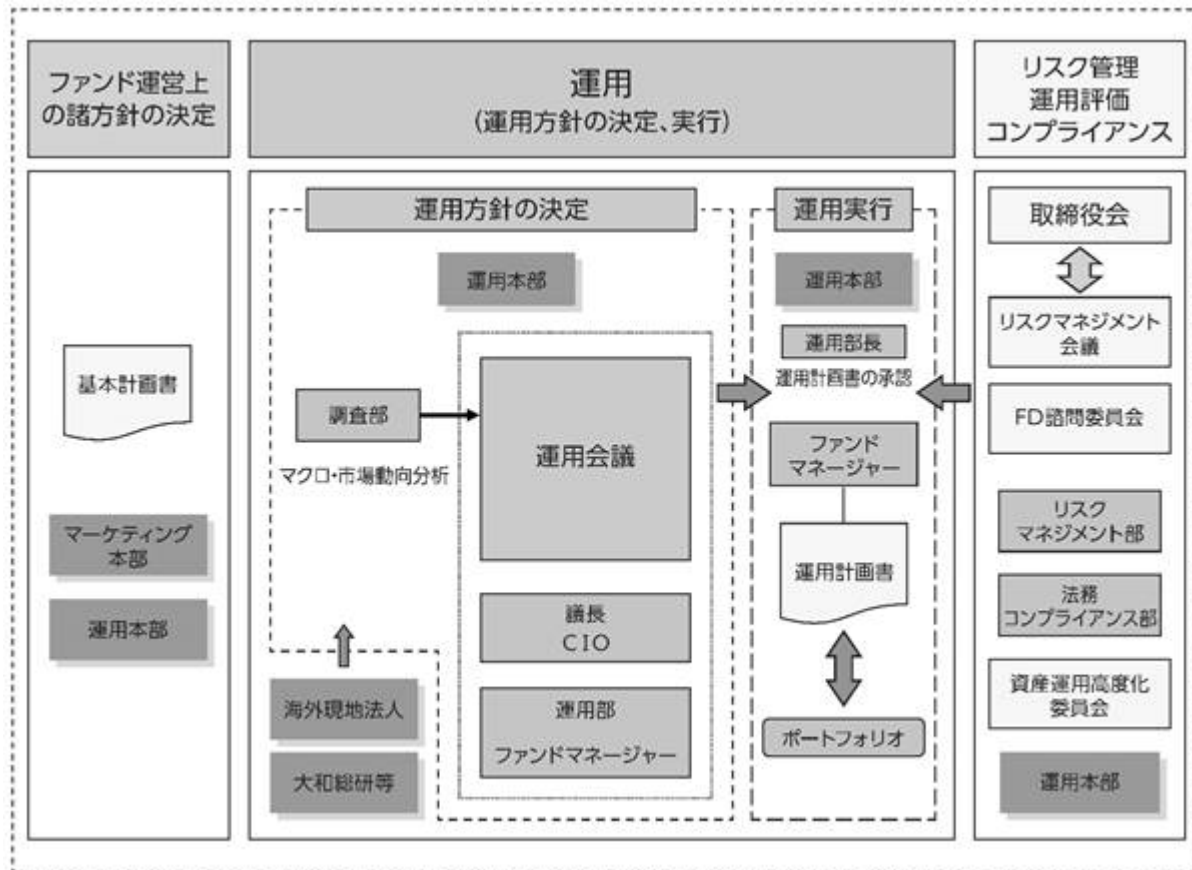 ファンド運営上
の諸方針の決定
運用
(運用方針の決定、実行)
リスク管理
運用評価
コンプライアンス
基本計画書
マーケティング
本部
運用本部
運用方針の決定
運用本部
調査部
マクロ・市場動向分析
運用会議
議長
CIO
運用部
ファンドマネージャー
海外現地法人
大和総研等
運用実行
運用本部
運用部長
運用計画書の承認
ファンド
マネージャー
運用計画書
ポートフォリオ
取締役会
リスクマネジメント
会議
FD諮問委員会
リスク
マネジメント部
法務
コンプライアンス部
資産運用高度化
委員会
運用本部